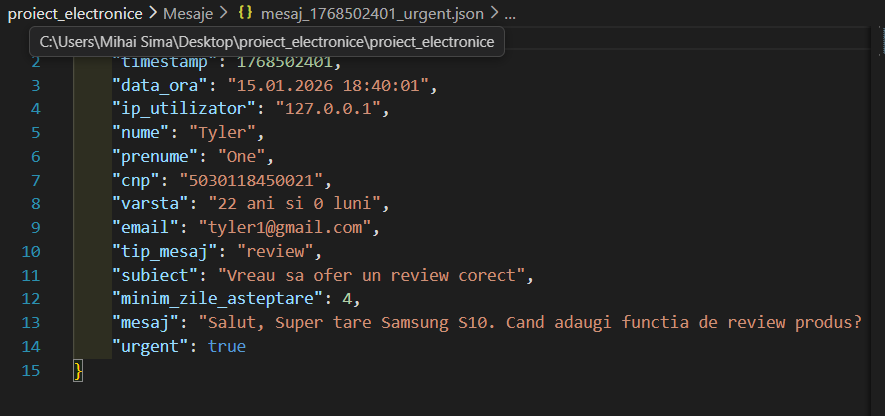 proiect_electronice > Mesaje > {} mesaj_1768502401_urgent.json > ...
C:\Users\Mihai Sima\Desktop\proiect_electronice\proiect_electronice
2 "timestamp": 1768502401,
3 "data_ora": "15.01.2026 18:40:01",
4 "ip_utilizator": "127.0.0.1",
5 "nume": "Tyler",
6 "prenume": "One",
7 "cnp": "5030118450021",
8 "varsta": "22 ani si 0 luni",
9 "email": "tyler1@gmail.com",
10 "tip_mesaj": "review",
11 "subiect": "Vreau sa ofer un review corect",
12 "minim_zile_asteptare": 4,
13 "mesaj": "Salut, Super tare Samsung S10. Cand adaugi functia de review produs?
14 "urgent": true
15 }